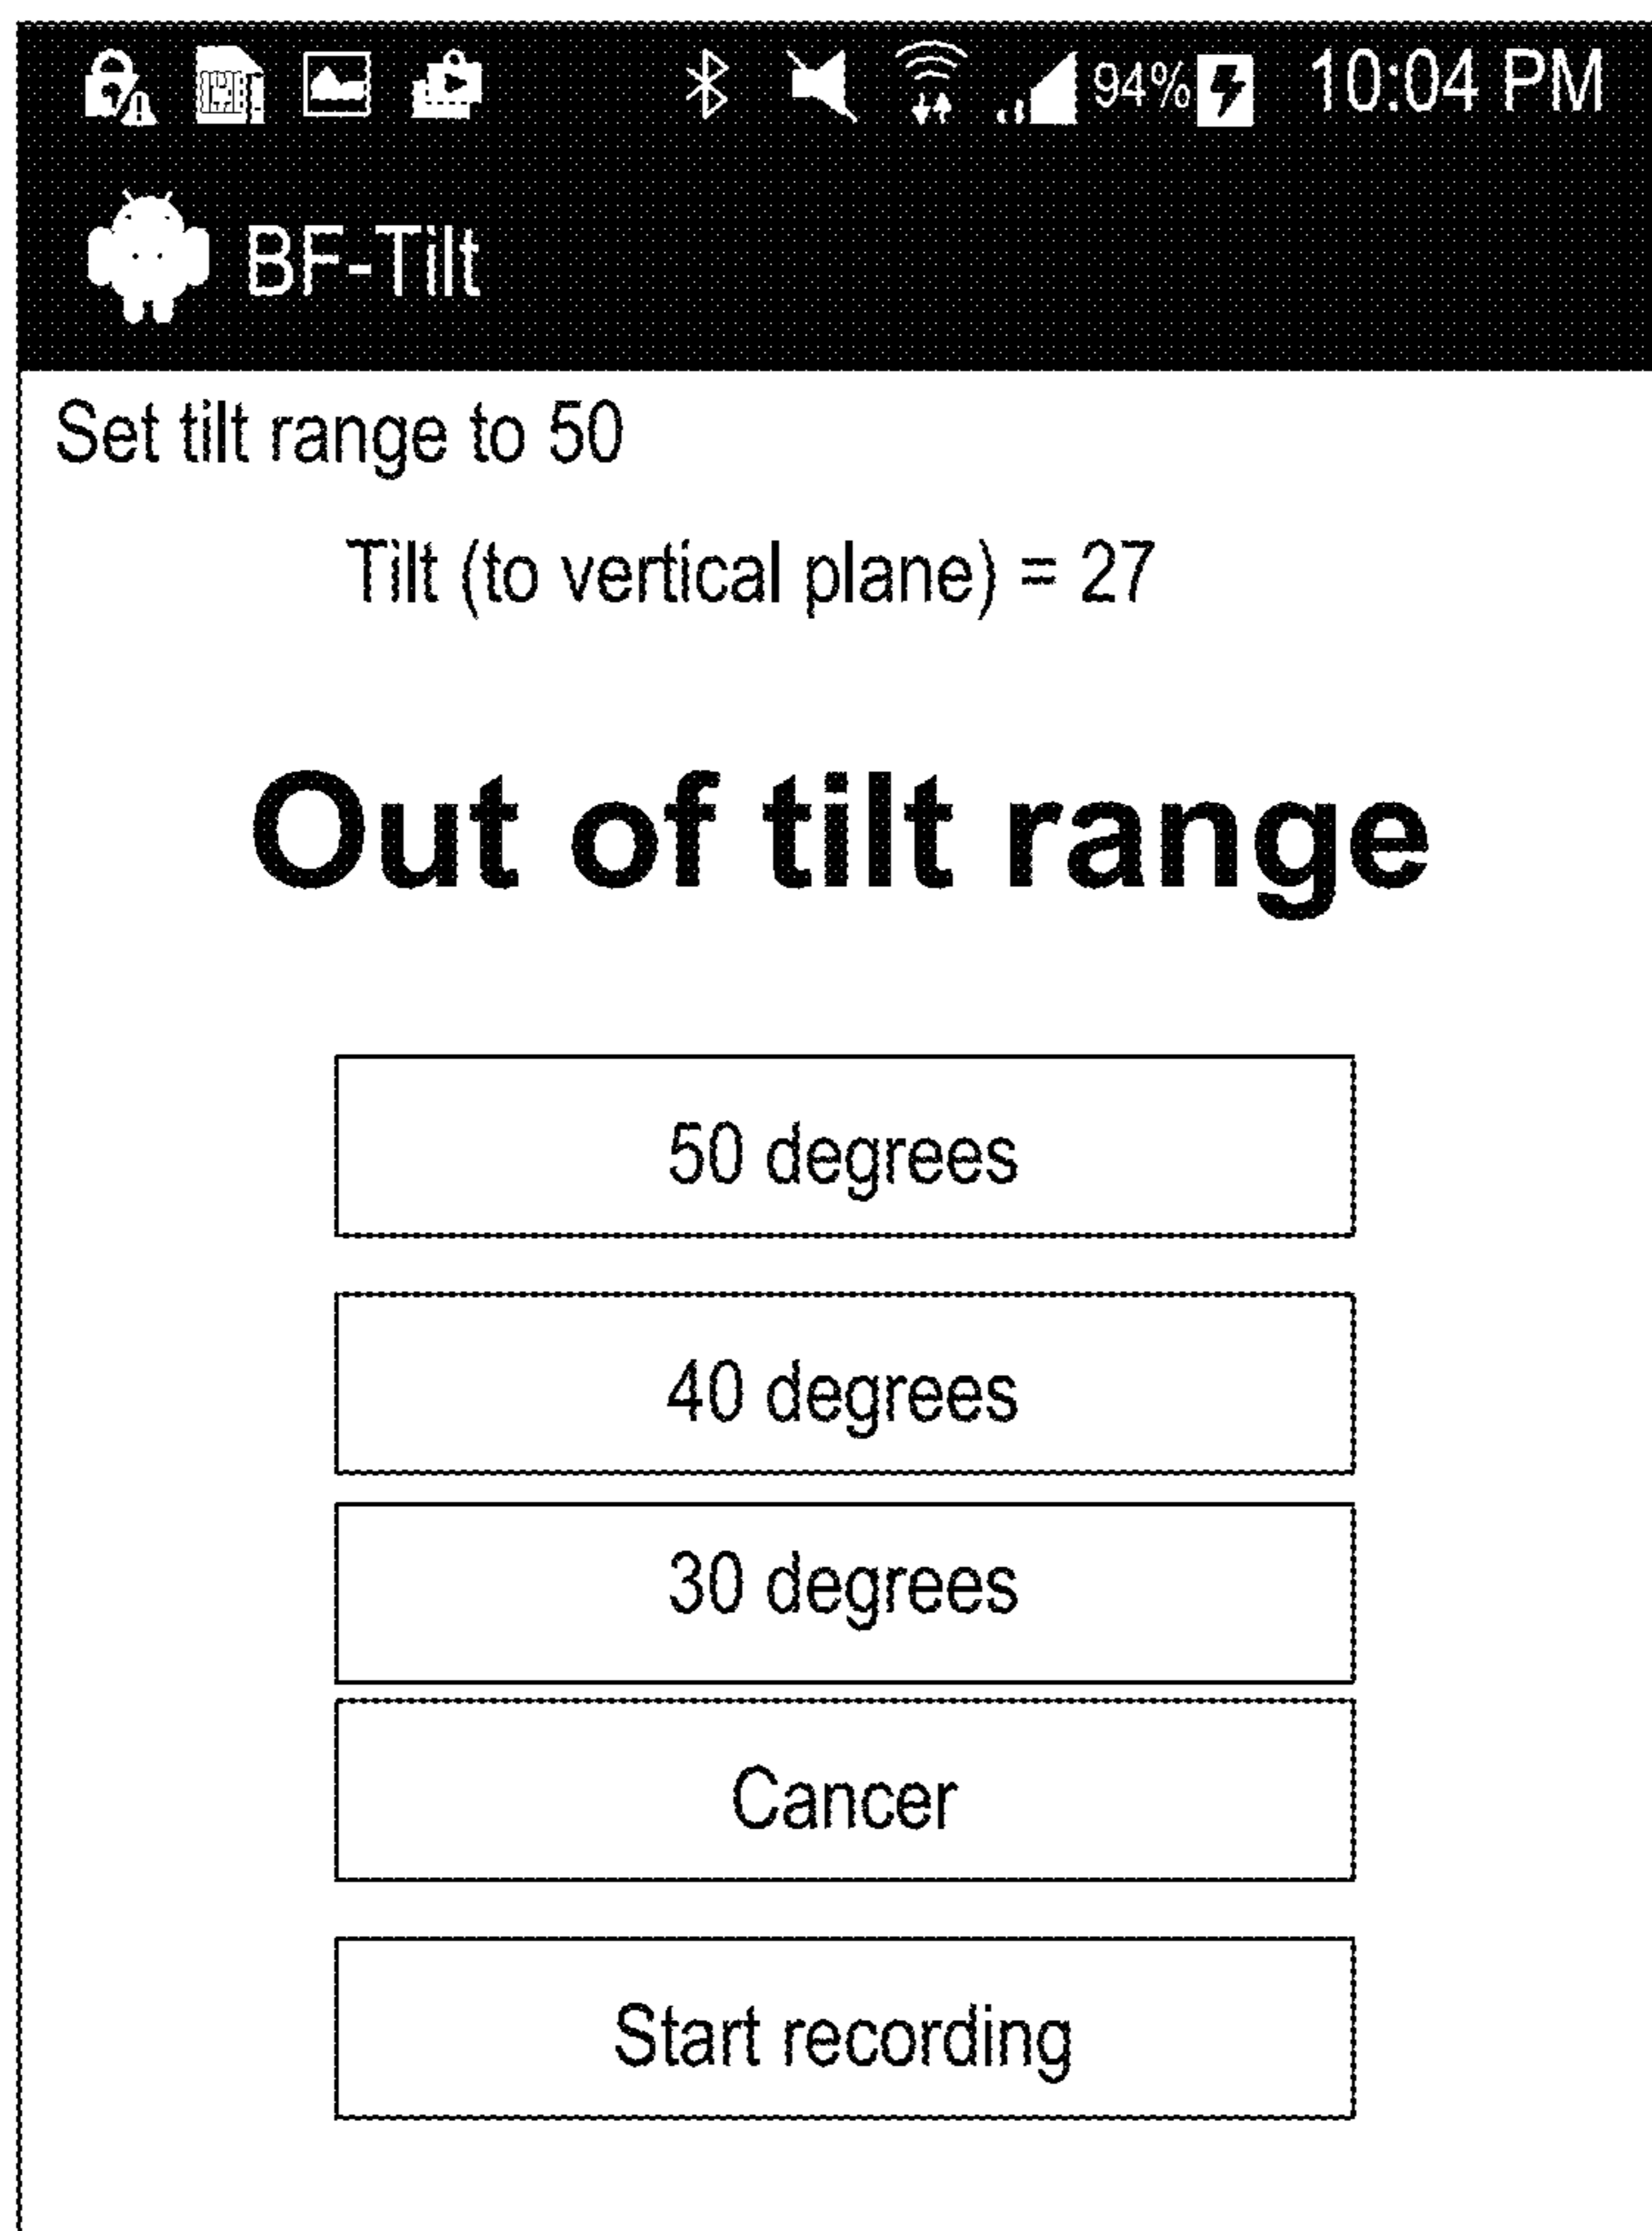 94% 10:04 PM
BF-Tilt
Set tilt range to 50
Tilt (to vertical plane) = 27
Out of tilt range
50 degrees
40 degrees
30 degrees
Cancer
Start recording